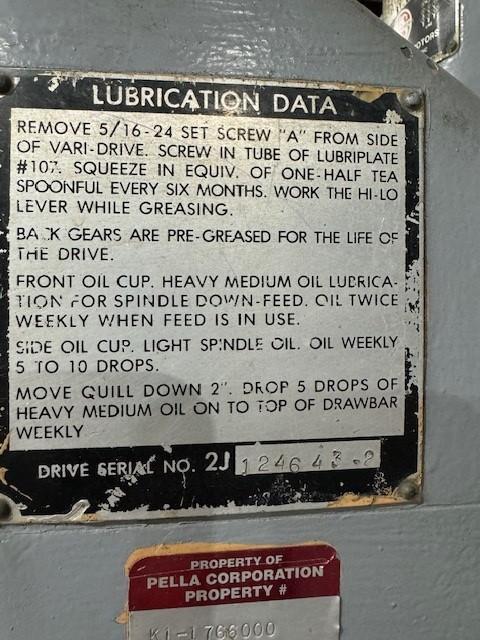 OTORS
LUBRICATION DATA
REMOVE 5/16-24 SET SCREW "A" FROM SIDE
OF VARI-DRIVE. SCREW IN TUBE OF LUBRIPLATE
#107. SQUEEZE IN EQUIV. OF ONE-HALF TEA
SPOONFUL EVERY SIX MONTHS. WORK THE HI-LO
LEVER WHILE GREASING.
BACK GEARS ARE PRE-GREASED FOR THE LIFE OF
THE DRIVE.
FRONT OIL CUP. HEAVY MEDIUM OIL LUBRICA-
TION FOR SPINDLE DOWN-FEED. OIL TWICE
WEEKLY WHEN FEED IS IN USE.
SIDE OIL CUP. LIGHT SPINDLE OIL. OIL WEEKLY
5 TO 10 DROPS.
MOVE QUILL DOWN 2". DROP 5 DROPS OF
HEAVY MEDIUM OIL ON TO TOP OF DRAWBAR
WEEKLY
DRIVE SERIAL NO. 2J 124643-2
PROPERTY OF
PELLA CORPORATION
PROPERTY #
K1-1766000